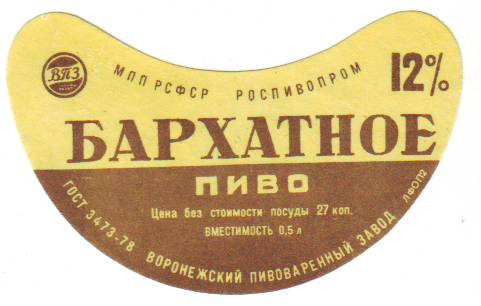 ВПЗ
МПП РСФСР РОСПИВОПРОМ
12%
БАРХАТНОЕ
ПИВО
Цена без стоимости посуды 27 коп.
ВМЕСТИМОСТЬ 0,5 л
ГОСТ 3473-78 ВОРОНЕЖСКИЙ ПИВОВАРЕННЫЙ ЗАВОД
ЛФОП2